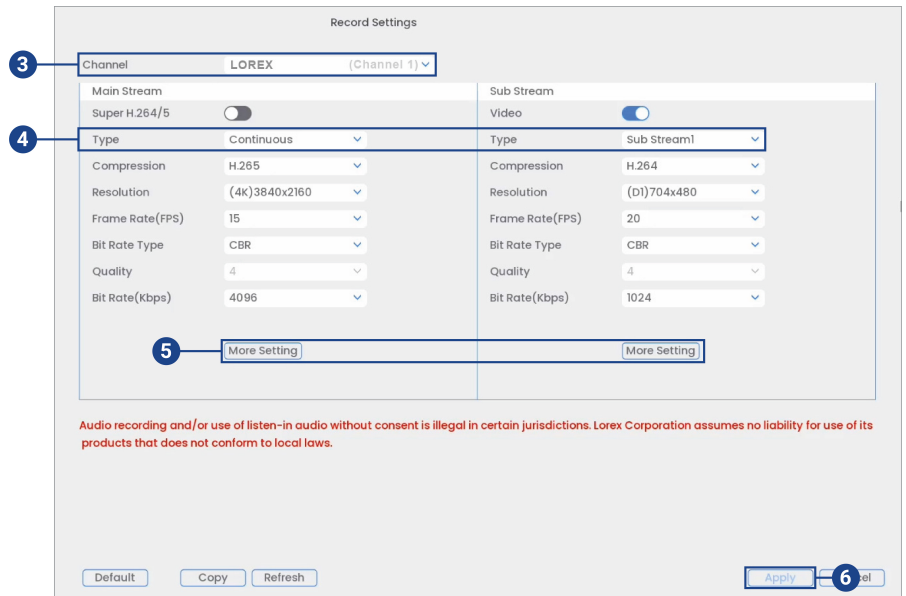 Record Settings
3
Channel LOREX (Channel 1)
Main Stream Sub Stream
Super H.264/5 Video
4
Type Continuous Type Sub Stream1
Compression H.265 Compression H.264
Resolution (4K)3840x2160 Resolution (D1)704x480
Frame Rate(FPS) 15 Frame Rate(FPS) 20
Bit Rate Type CBR Bit Rate Type CBR
Quality 4 Quality 4
Bit Rate(Kbps) 4096 Bit Rate(Kbps) 1024
5
More Setting More Setting
Audio recording and/or use of listen-in audio without consent is illegal in certain jurisdictions. Lorex Corporation assumes no liability for use of its
products that does not conform to local laws.
Default Copy Refresh Apply 6